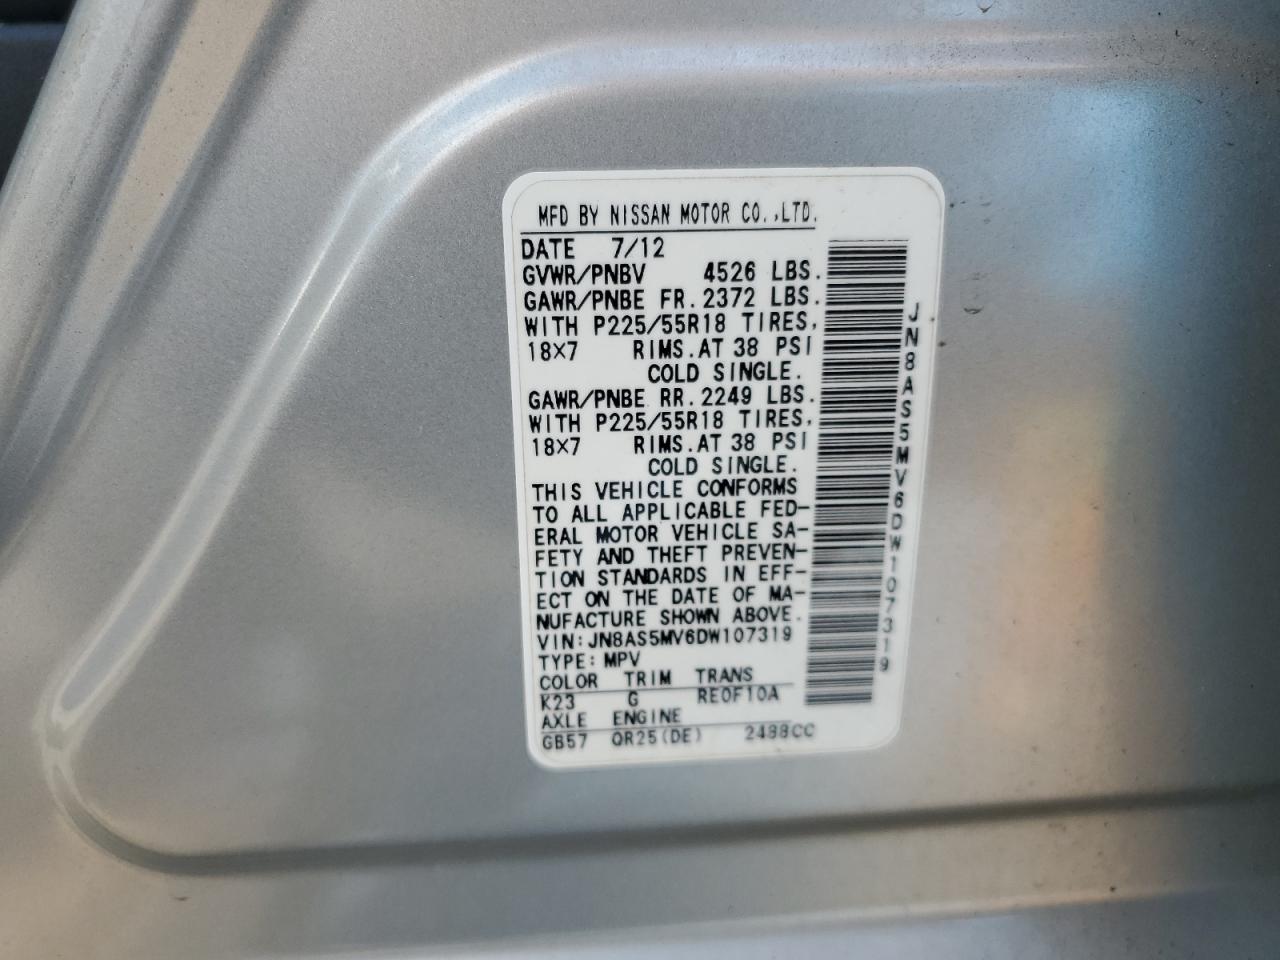 MFD BY NISSAN MOTOR CO.,LTD.
DATE 7/12
GVWR/PNBV 4526 LBS.
GAWR/PNBE FR. 2372 LBS.
WITH P225/55R18 TIRES,
18×7 RIMS.AT 38 PSI
COLD SINGLE.
GAWR/PNBE RR. 2249 LBS.
WITH P225/55R18 TIRES,
18×7 RIMS.AT 38 PSI
COLD SINGLE.
THIS VEHICLE CONFORMS
TO ALL APPLICABLE FED-
ERAL MOTOR VEHICLE SA-
FETY AND THEFT PREVEN-
TION STANDARDS IN EFF-
ECT ON THE DATE OF MA-
NUFACTURE SHOWN ABOVE.
VIN:JN8AS5MV6DW107319
TYPE:MPV
COLOR TRIM TRANS
K23 G RE0F10A
AXLE ENGINE
GB57 QR25(DE) 2488CC
JN8AS5MV6DW107319